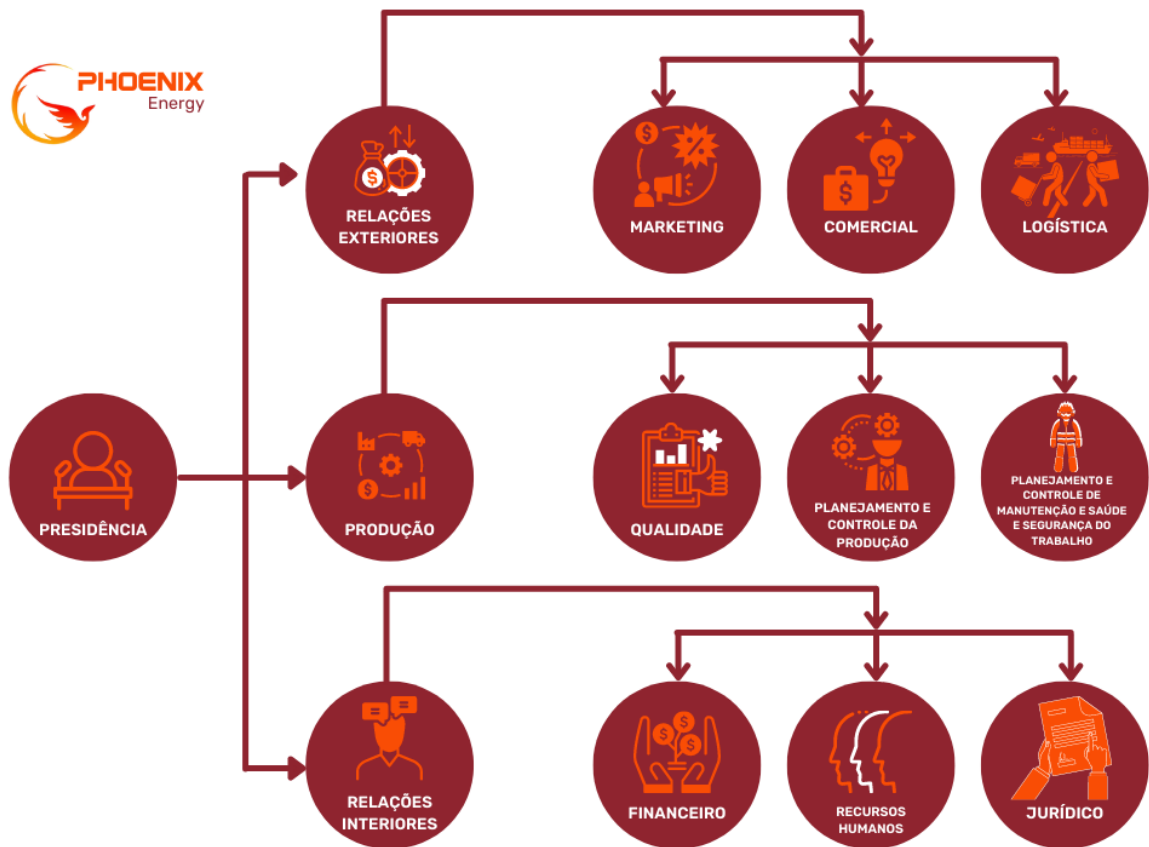 PHOENIX
Energy
RELAÇÕES
EXTERIORES
MARKETING
COMERCIAL
LOGÍSTICA
PRESIDÊNCIA
PRODUÇÃO
QUALIDADE
PLANEJAMENTO E
CONTROLE DA
PRODUÇÃO
PLANEJAMENTO E
CONTROLE DE
MANUTENÇÃO E SAÚDE
E SEGURANÇA DO
TRABALHO
RELAÇÕES
INTERIORES
FINANCEIRO
RECURSOS
HUMANOS
JURÍDICO